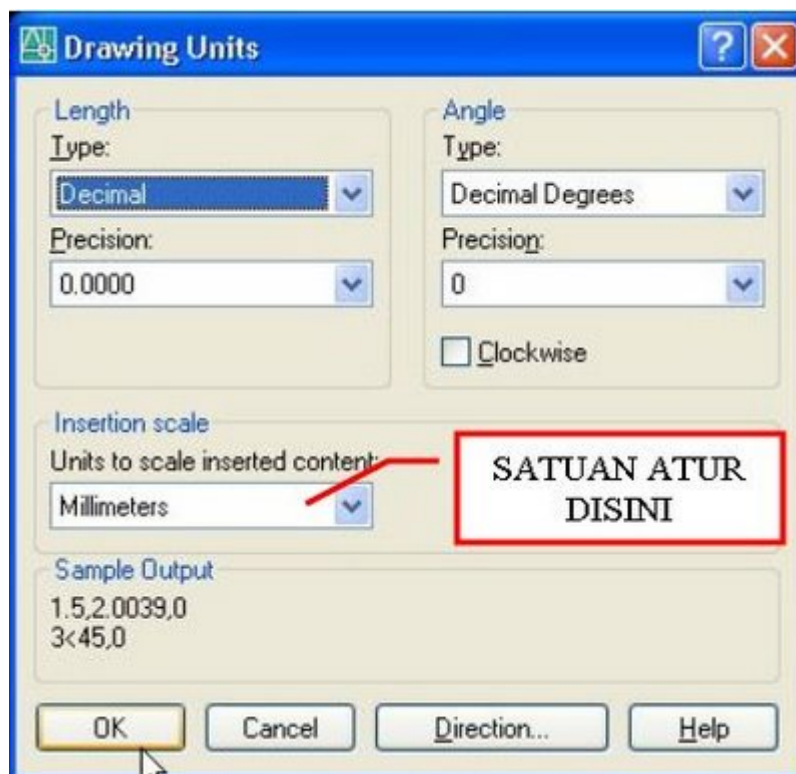 Drawing Units
Length
Type:
Decimal
Precision:
0.0000
Angle
Type:
Decimal Degrees
Precision:
0
Clockwise
Insertion scale
Units to scale inserted content:
Millimeters
SATUAN ATUR
DISINI
Sample Output
1.5,2.0039,0
3<45,0
OK
Cancel
Direction...
Help